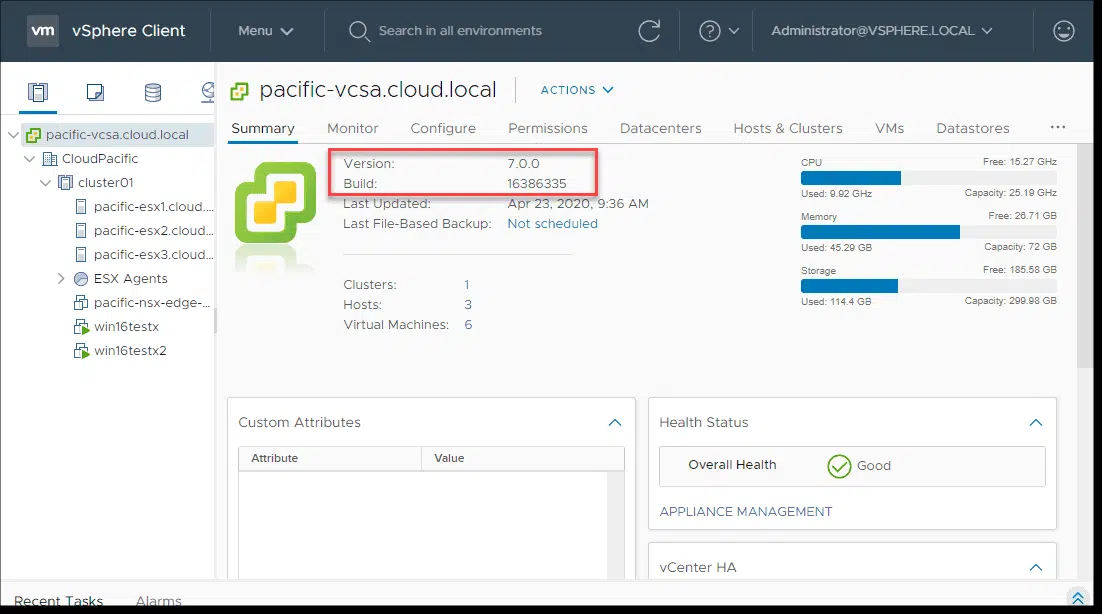 vm vSphere Client Menu Search in all environments Administrator@VSPHERE.LOCAL
pacific-vcsa.cloud.local ACTIONS
Summary Monitor Configure Permissions Datacenters Hosts & Clusters VMs Datastores ...
pacific-vcsa.cloud.local
CloudPacific
cluster01
pacific-esx1.cloud....
pacific-esx2.cloud...
pacific-esx3.cloud...
ESX Agents
pacific-nsx-edge-...
win16testx
win16testx2
Version: 7.0.0
Build: 16386335
Last Updated: Apr 23, 2020, 9:36 AM
Last File-Based Backup: Not scheduled
Clusters: 1
Hosts: 3
Virtual Machines: 6
CPU Free: 15.27 GHz
Used: 9.92 GHz Capacity: 25.19 GHz
Memory Free: 26.71 GB
Used: 45.29 GB Capacity: 72 GB
Storage Free: 185.58 GB
Used: 114.4 GB Capacity: 299.98 GB
Custom Attributes
Attribute Value
Health Status
Overall Health Good
APPLIANCE MANAGEMENT
vCenter HA
Recent Tasks Alarms